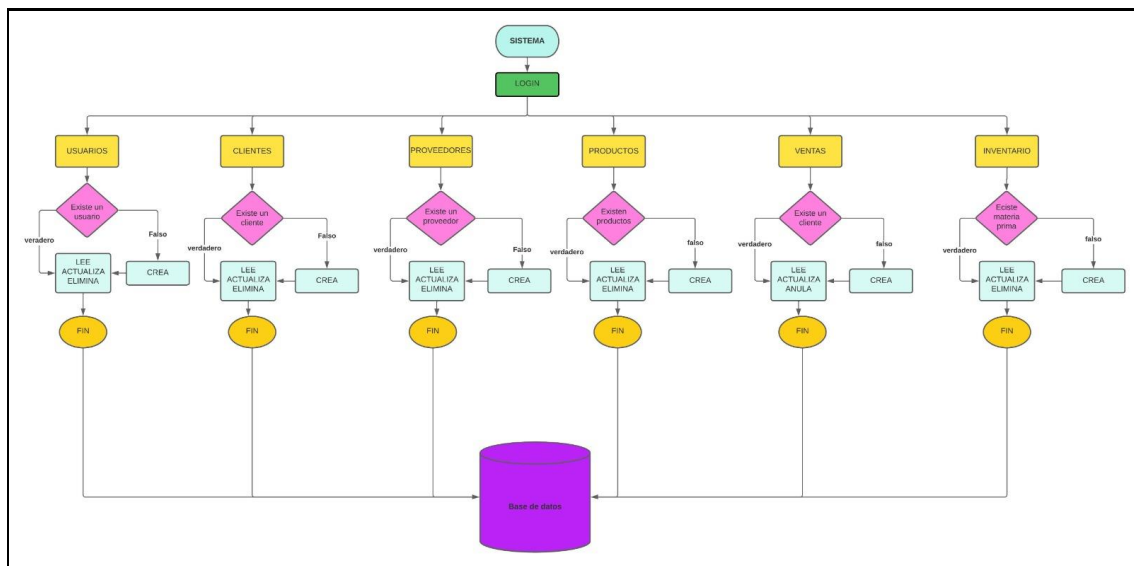 SISTEMA
LOGIN
USUARIOS
CLIENTES
PROVEEDORES
PRODUCTOS
VENTAS
INVENTARIO
Existe un
usuario
Existe un
cliente
Existe un
proveedor
Existen
productos
Existe un
cliente
Eciste
materia
prima
verdadero
Falso
verdadero
Falso
verdadero
Falso
verdadero
falso
verdadero
falso
verdadero
falso
LEE
ACTUALIZA
ELIMINA
CREA
LEE
ACTUALIZA
ELIMINA
CREA
LEE
ACTUALIZA
ELIMINA
CREA
LEE
ACTUALIZA
ELIMINA
CREA
LEE
ACTUALIZA
ANULA
CREA
LEE
ACTUALIZA
ELIMINA
CREA
FIN
FIN
FIN
FIN
FIN
FIN
Base de datos